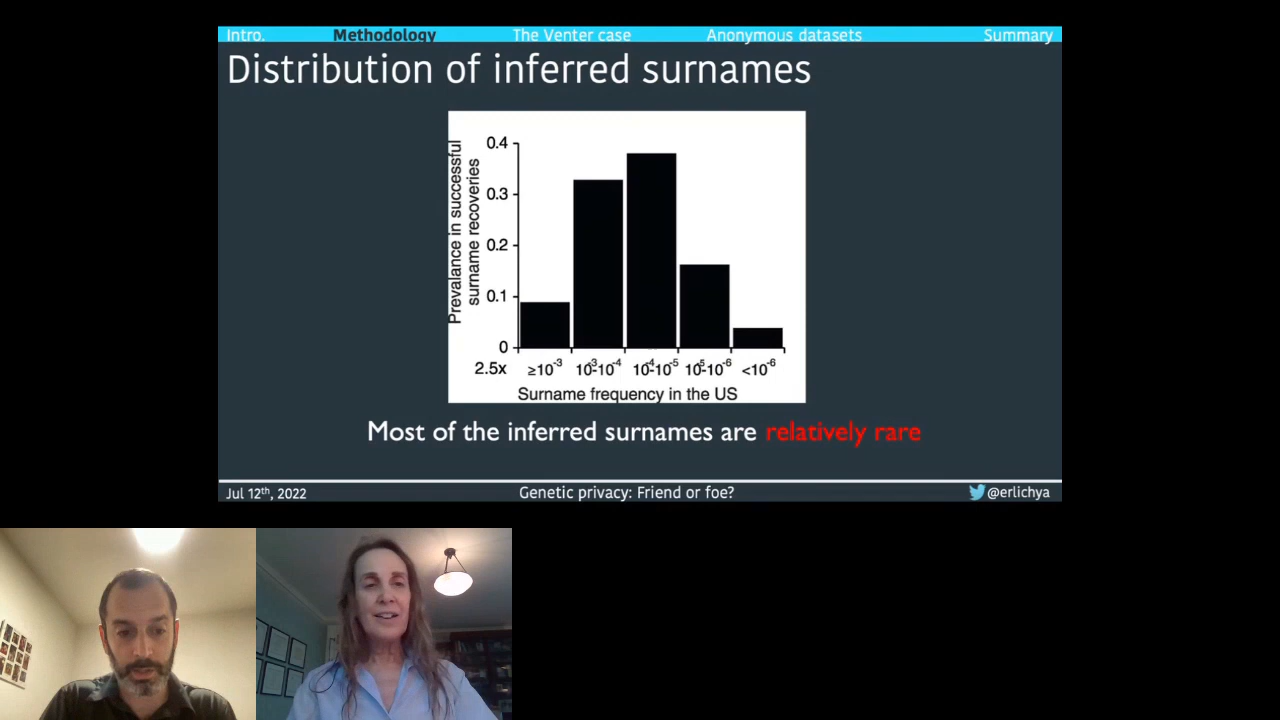 Intro. Methodology The Venter case Anonymous datasets Summary
Distribution of inferred surnames
Prevalance in successful
surname recoveries
0.4
0.3
0.2
0.1
0
2.5x ≥10⁻³ 10⁻³-10⁻⁴ 10⁻⁴-10⁻⁵ 10⁻⁵-10⁻⁶ <10⁻⁶
Surname frequency in the US
Most of the inferred surnames are relatively rare
Jul 12th, 2022 Genetic privacy: Friend or foe? @erlichya